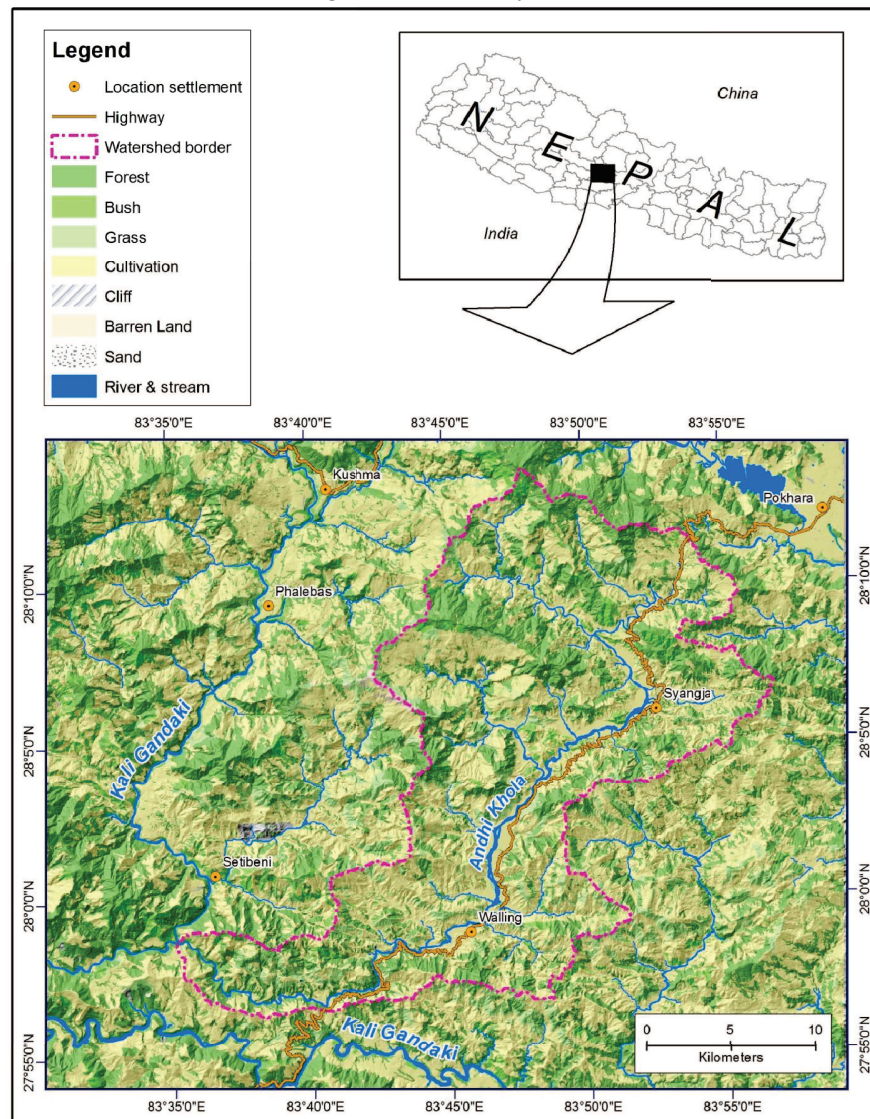 Legend
Location settlement
Highway
Watershed border
Forest
Bush
Grass
Cultivation
Cliff
Barren Land
Sand
River & stream
China
NEPAL
India
83°35'0"E 83°40'0"E 83°45'0"E 83°50'0"E 83°55'0"E
Kushma
Pokhara
28°10'0"N
28°10'0"N
Phalebas
Syangja
Kali Gandaki
28°5'0"N
28°5'0"N
Andhi Khola
Setibeni
28°0'0"N
28°0'0"N
Walling
Kali Gandaki
0 5 10
Kilometers
27°55'0"N
27°55'0"N
83°35'0"E 83°40'0"E 83°45'0"E 83°50'0"E 83°55'0"E